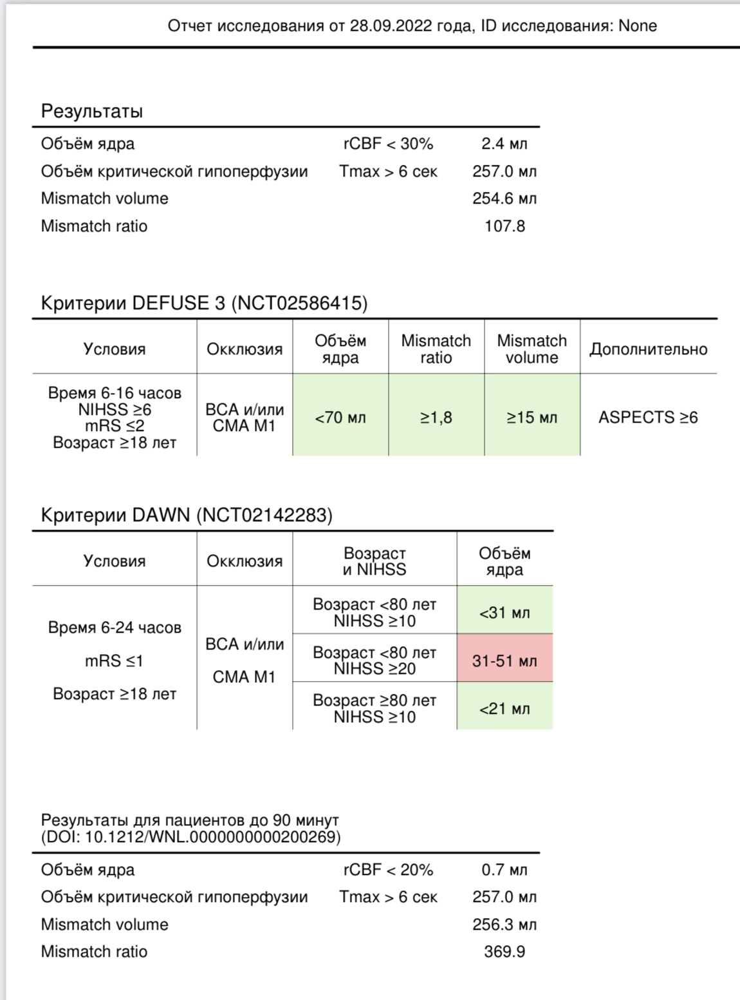 Отчет исследования от 28.09.2022 года, ID исследования: None
Результаты
Объём ядра rCBF < 30% 2.4 мл
Объём критической гипоперфузии Tmax > 6 сек 257.0 мл
Mismatch volume 254.6 мл
Mismatch ratio 107.8
Критерии DEFUSE 3 (NCT02586415)
Условия Окклюзия Объём ядра Mismatch ratio Mismatch volume Дополнительно
Время 6-16 часов
NIHSS ≥6
mRS ≤2
Возраст ≥18 лет
ВСА и/или
СМА М1
<70 мл ≥1,8 ≥15 мл ASPECTS ≥6
Критерии DAWN (NCT02142283)
Условия Окклюзия Возраст и NIHSS Объём ядра
Время 6-24 часов
mRS ≤1
Возраст ≥18 лет
ВСА и/или
СМА М1
Возраст <80 лет
NIHSS ≥10
<31 мл
Возраст <80 лет
NIHSS ≥20
31-51 мл
Возраст ≥80 лет
NIHSS ≥10
<21 мл
Результаты для пациентов до 90 минут
(DOI: 10.1212/WNL.0000000000200269)
Объём ядра rCBF < 20% 0.7 мл
Объём критической гипоперфузии Tmax > 6 сек 257.0 мл
Mismatch volume 256.3 мл
Mismatch ratio 369.9